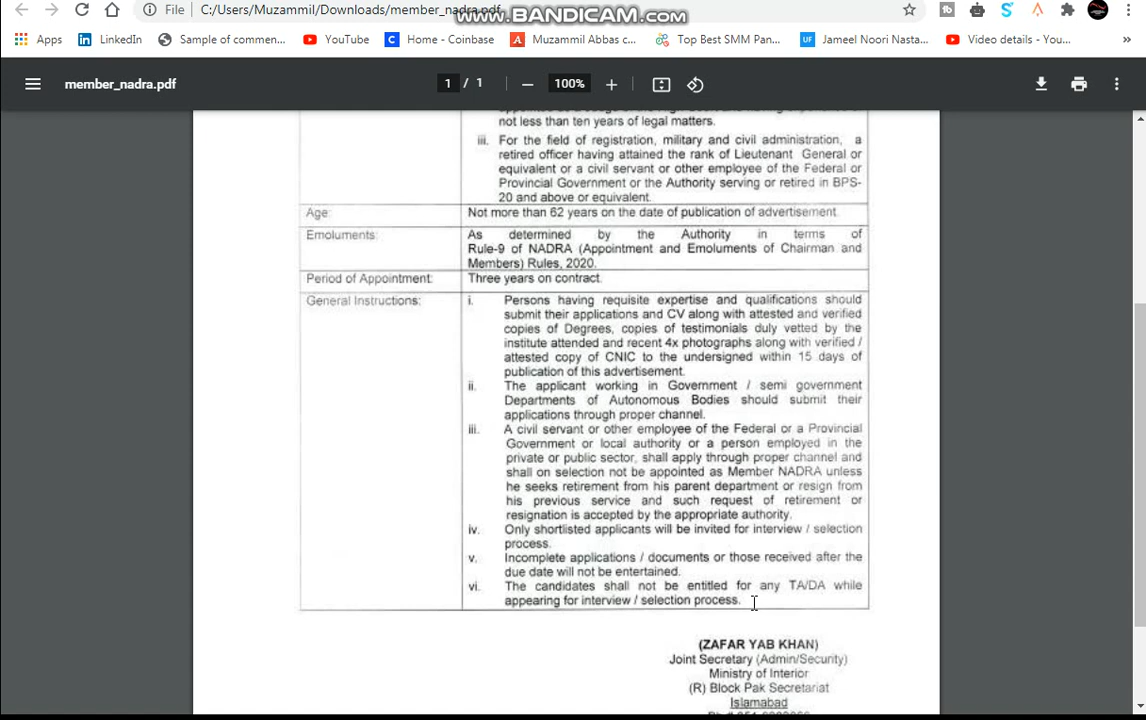 File | C:/Users/Muzammil/Downloads/member_nadra.pdf
WWW.BANDICAM.COM
Apps LinkedIn Sample of commen... YouTube Home - Coinbase Muzammil Abbas c... Top Best SMM Pan... Jameel Noori Nasta... Video details - You... »
member_nadra.pdf 1 / 1 100%
not less than ten years of legal matters.
iii. For the field of registration, military and civil administration, a
retired officer having attained the rank of Lieutenant General or
equivalent or a civil servant or other employee of the Federal or
Provincial Government or the Authority serving or retired in BPS-
20 and above or equivalent.
Age: Not more than 62 years on the date of publication of advertisement
Emoluments: As determined by the Authority in terms of
Rule-9 of NADRA (Appointment and Emoluments of Chairman and
Members) Rules, 2020.
Period of Appointment: Three years on contract.
General Instructions: i. Persons having requisite expertise and qualifications should
submit their applications and CV along with attested and verified
copies of Degrees, copies of testimonials duly vetted by the
institute attended and recent 4x photographs along with verified /
attested copy of CNIC to the undersigned within 15 days of
publication of this advertisement.
ii. The applicant working in Government / semi government
Departments of Autonomous Bodies should submit their
applications through proper channel.
iii. A civil servant or other employee of the Federal or a Provincial
Government or local authority or a person employed in the
private or public sector, shall apply through proper channel and
shall on selection not be appointed as Member NADRA unless
he seeks retirement from his parent department or resign from
his previous service and such request of retirement or
resignation is accepted by the appropriate authority.
iv. Only shortlisted applicants will be invited for interview / selection
process.
v. Incomplete applications / documents or those received after the
due date will not be entertained.
vi. The candidates shall not be entitled for any TA/DA while
appearing for interview / selection process.
(ZAFAR YAB KHAN)
Joint Secretary (Admin/Security)
Ministry of Interior
(R) Block Pak Secretariat
Islamabad